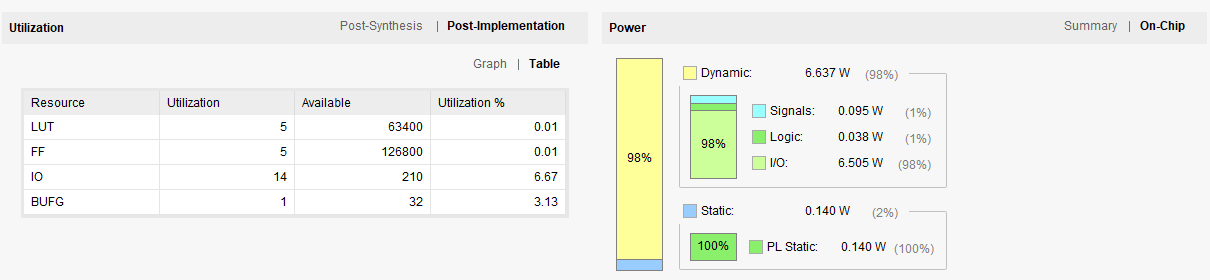 Utilization Post-Synthesis | Post-Implementation
Graph | Table
Resource Utilization Available Utilization %
LUT 5 63400 0.01
FF 5 126800 0.01
IO 14 210 6.67
BUFG 1 32 3.13
Power Summary | On-Chip
98%
Dynamic: 6.637 W (98%)
98%
Signals: 0.095 W (1%)
Logic: 0.038 W (1%)
I/O: 6.505 W (98%)
Static: 0.140 W (2%)
100%
PL Static: 0.140 W (100%)